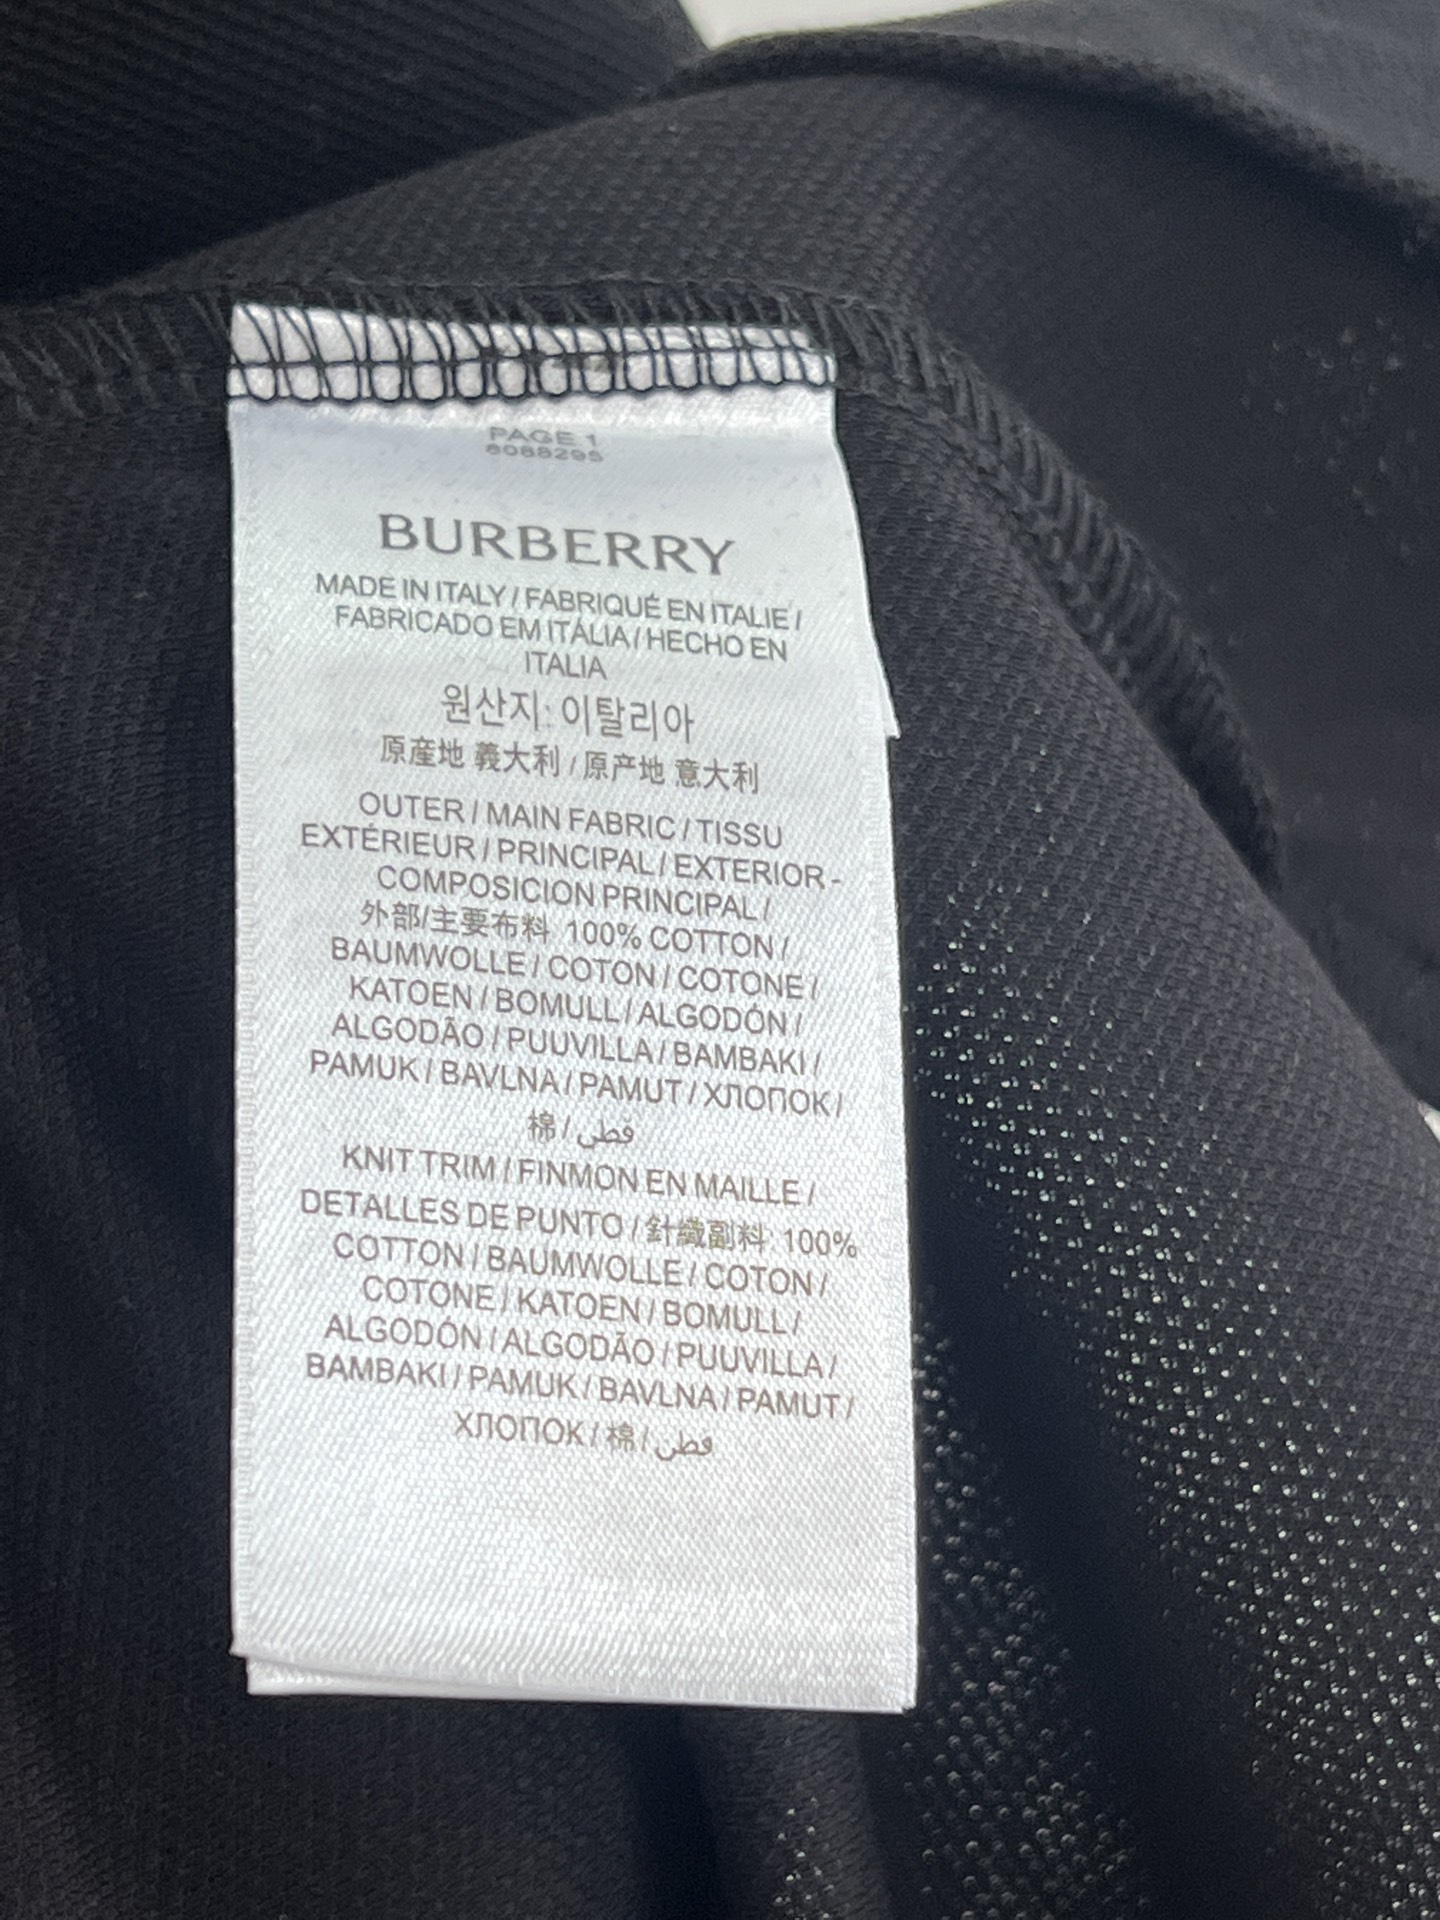 PAGE 1
8088295
BURBERRY
MADE IN ITALY / FABRIQUÉ EN ITALIE /
FABRICADO EM ITÁLIA / HECHO EN
ITALIA
원산지: 이탈리아
原産地 義大利 / 原产地 意大利
OUTER / MAIN FABRIC / TISSU
EXTÉRIEUR / PRINCIPAL / EXTERIOR -
COMPOSICION PRINCIPAL /
外部/主要布料 100% COTTON /
BAUMWOLLE / COTON / COTONE /
KATOEN / BOMULL / ALGODÓN /
ALGODÃO / PUUVILLA / BAMBAKI /
PAMUK / BAVLNA / PAMUT / ХЛОПОК /
棉 / قطن
KNIT TRIM / FINMON EN MAILLE /
DETALLES DE PUNTO / 針織副料: 100%
COTTON / BAUMWOLLE / COTON /
COTONE / KATOEN / BOMULL /
ALGODÓN / ALGODÃO / PUUVILLA /
BAMBAKI / PAMUK / BAVLNA / PAMUT /
ХЛОПОК / 棉 / قطن